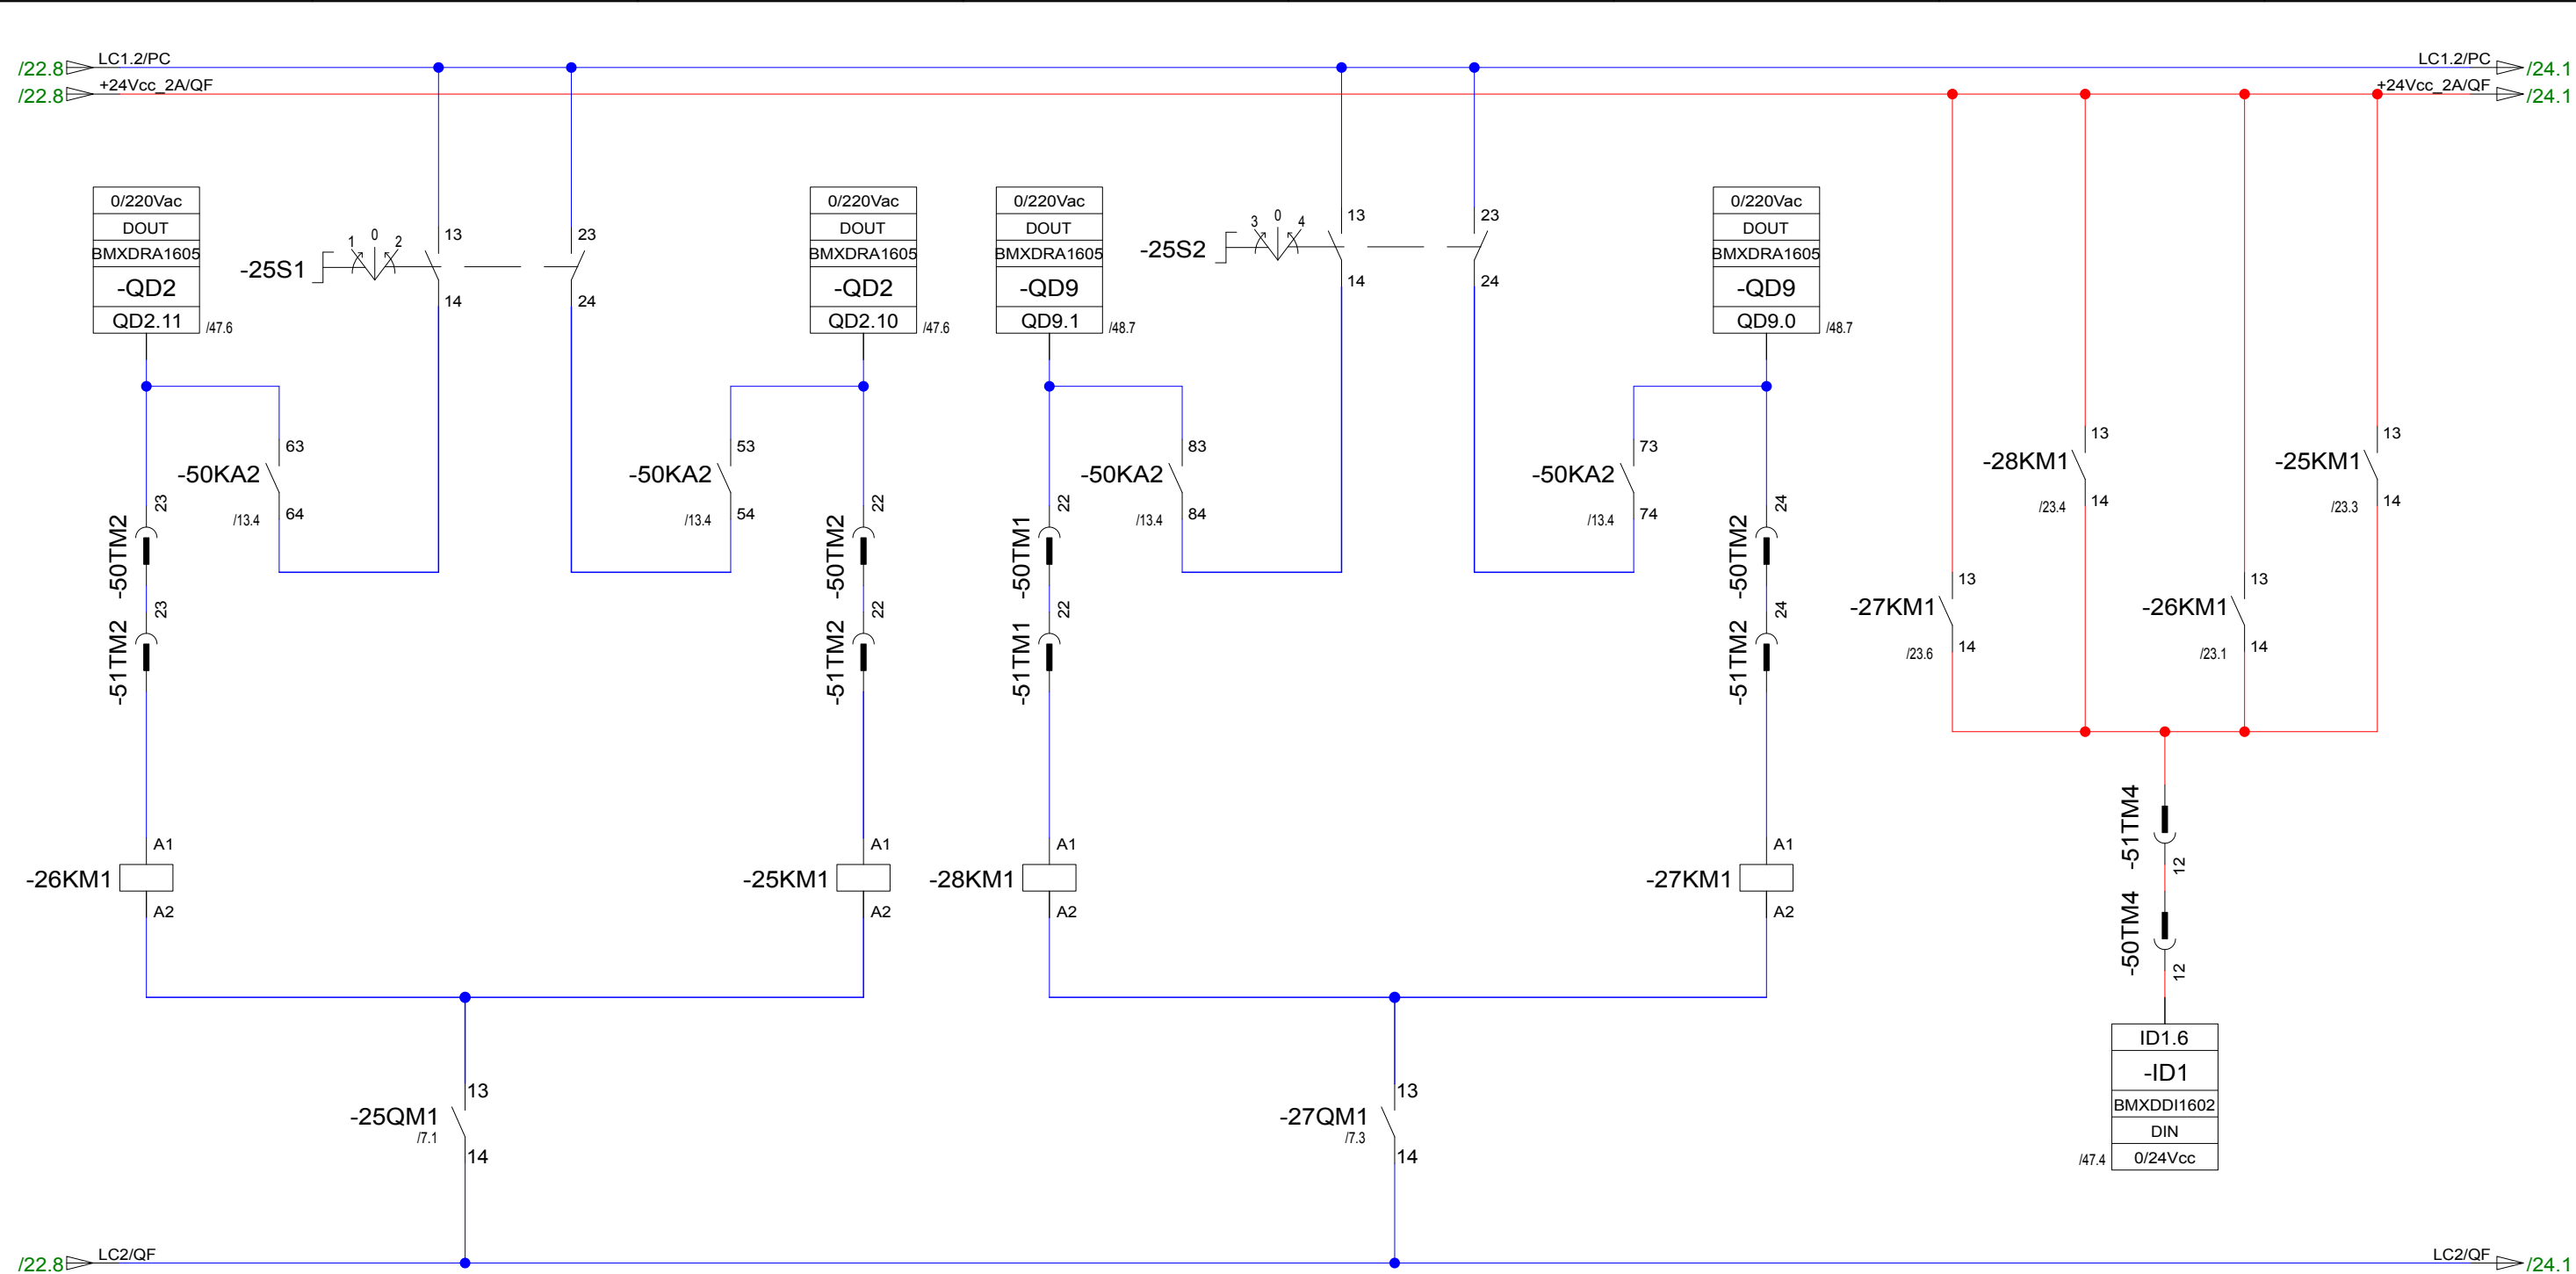 /22.8 LC1.2/PC LC1.2/PC /24.1
/22.8 +24Vcc_2A/QF +24Vcc_2A/QF /24.1
0/220Vac
DOUT
BMXDRA1605
-QD2
QD2.11 /47.6
-25S1 1 0 2
13
14
23
24
0/220Vac
DOUT
BMXDRA1605
-QD2
QD2.10 /47.6
0/220Vac
DOUT
BMXDRA1605
-QD9
QD9.1 /48.7
-25S2 3 0 4
13
14
23
24
0/220Vac
DOUT
BMXDRA1605
-QD9
QD9.0 /48.7
63
-50KA2
/13.4 64
53
-50KA2
/13.4 54
83
-50KA2
/13.4 84
73
-50KA2
/13.4 74
-50TM2 23
-51TM2 23
-50TM2 22
-51TM2 22
-50TM1 22
-51TM1 22
-50TM2 24
-51TM2 24
13
-28KM1
/23.4 14
13
-25KM1
/23.3 14
13
-27KM1
/23.6 14
13
-26KM1
/23.1 14
A1
-26KM1
A2
A1
-25KM1
A2
A1
-28KM1
A2
A1
-27KM1
A2
-51TM4 12
-50TM4 12
ID1.6
-ID1
BMXDDI1602
DIN
/47.4 0/24Vcc
13
-25QM1
/7.1
14
13
-27QM1
/7.3
14
/22.8 LC2/QF LC2/QF /24.1